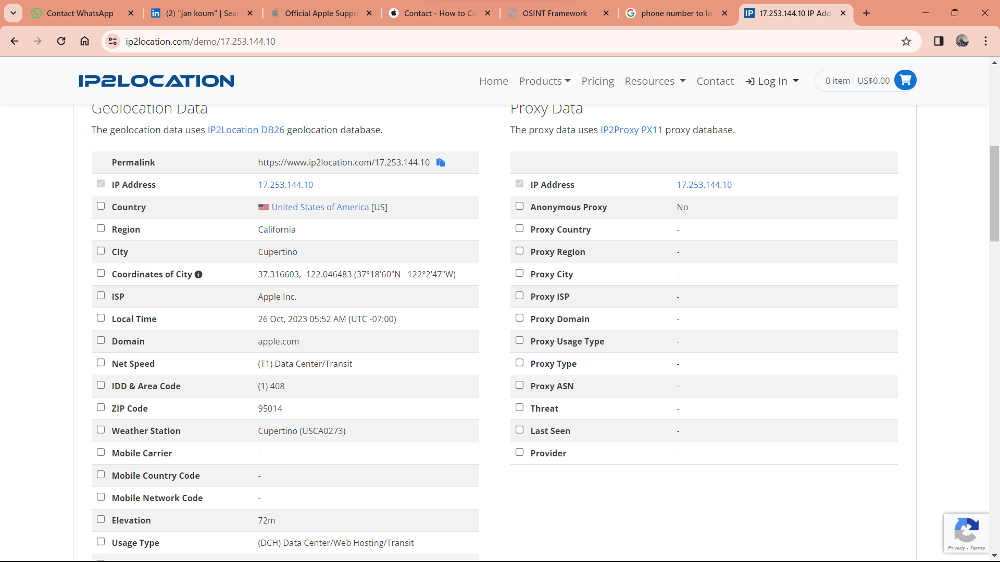 Contact WhatsApp
(2) "jan koum" | Sear
Official Apple Suppo
Contact - How to Co
OSINT Framework
phone number to lo
IP 17.253.144.10 IP Add
ip2location.com/demo/17.253.144.10
IP2LOCATION
Home Products Pricing Resources Contact Log In 0 item US$0.00
Geolocation Data
The geolocation data uses IP2Location DB26 geolocation database.
Permalink https://www.ip2location.com/17.253.144.10
IP Address 17.253.144.10
Country United States of America [US]
Region California
City Cupertino
Coordinates of City 37.316603, -122.046483 (37°18'60"N 122°2'47"W)
ISP Apple Inc.
Local Time 26 Oct, 2023 05:52 AM (UTC -07:00)
Domain apple.com
Net Speed (T1) Data Center/Transit
IDD & Area Code (1) 408
ZIP Code 95014
Weather Station Cupertino (USCA0273)
Mobile Carrier -
Mobile Country Code -
Mobile Network Code -
Elevation 72m
Usage Type (DCH) Data Center/Web Hosting/Transit
Proxy Data
The proxy data uses IP2Proxy PX11 proxy database.
IP Address 17.253.144.10
Anonymous Proxy No
Proxy Country -
Proxy Region -
Proxy City -
Proxy ISP -
Proxy Domain -
Proxy Usage Type -
Proxy Type -
Proxy ASN -
Threat -
Last Seen -
Provider -
Privacy - Terms